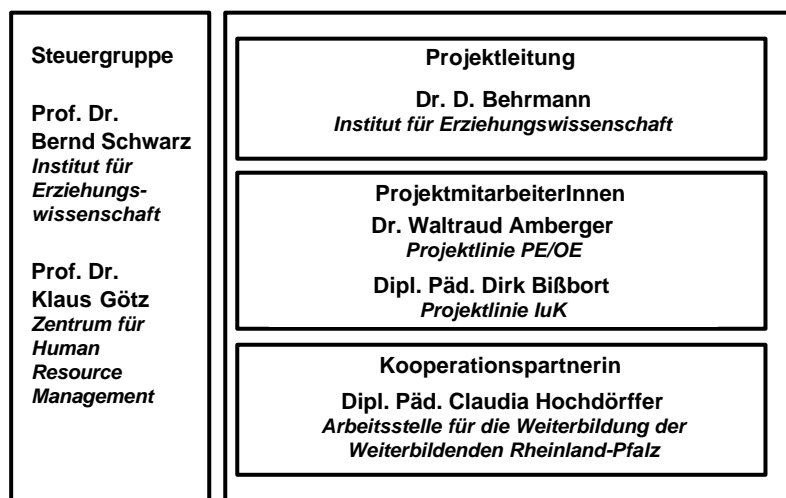 Steuergruppe
Prof. Dr.
Bernd Schwarz
Institut für
Erziehungs-
wissenschaft
Prof. Dr.
Klaus Götz
Zentrum für
Human
Resource
Management
Projektleitung
Dr. D. Behrmann
Institut für Erziehungswissenschaft
ProjektmitarbeiterInnen
Dr. Waltraud Amberger
Projektlinie PE/OE
Dipl. Päd. Dirk Bißbort
Projektlinie IuK
Kooperationspartnerin
Dipl. Päd. Claudia Hochdörffer
Arbeitsstelle für die Weiterbildung der
Weiterbildenden Rheinland-Pfalz